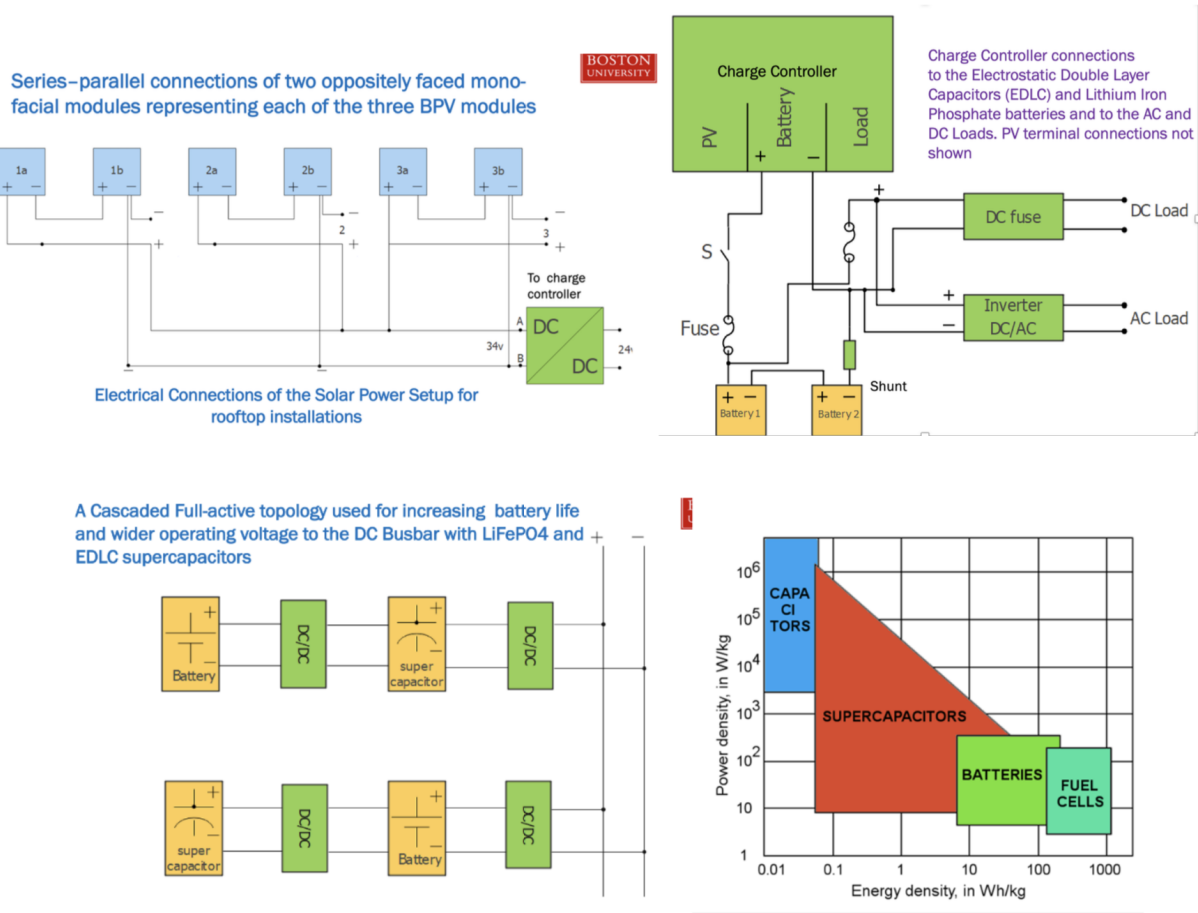 Series–parallel connections of two oppositely faced mono-
facial modules representing each of the three BPV modules
BOSTON
UNIVERSITY
1a
1b
2a
2b
3a
3b
+ −
+ −
+ −
+ −
+ −
+ −
−
+
−
2
+
−
3
+
To charge
controller
A
DC
34v
24
B
DC
−
−
Electrical Connections of the Solar Power Setup for
rooftop installations
Charge Controller
PV
Battery
Load
+ −
Charge Controller connections
to the Electrostatic Double Layer
Capacitors (EDLC) and Lithium Iron
Phosphate batteries and to the AC and
DC Loads. PV terminal connections not
shown
+
DC fuse
DC Load
S
+
−
Inverter
DC/AC
AC Load
Fuse
Shunt
+ −
Battery 1
+ −
Battery 2
A Cascaded Full-active topology used for increasing battery life
and wider operating voltage to the DC Busbar with LiFePO4 and
EDLC supercapacitors
+ −
+
−
Battery
DC/DC
+
−
super
capacitor
DC/DC
+
−
super
capacitor
DC/DC
+
−
Battery
DC/DC
Power density, in W/kg
10⁶
10⁵
10⁴
10³
10²
10
1
CAPA
CI
TORS
SUPERCAPACITORS
BATTERIES
FUEL
CELLS
0.01 0.1 1 10 100 1000
Energy density, in Wh/kg